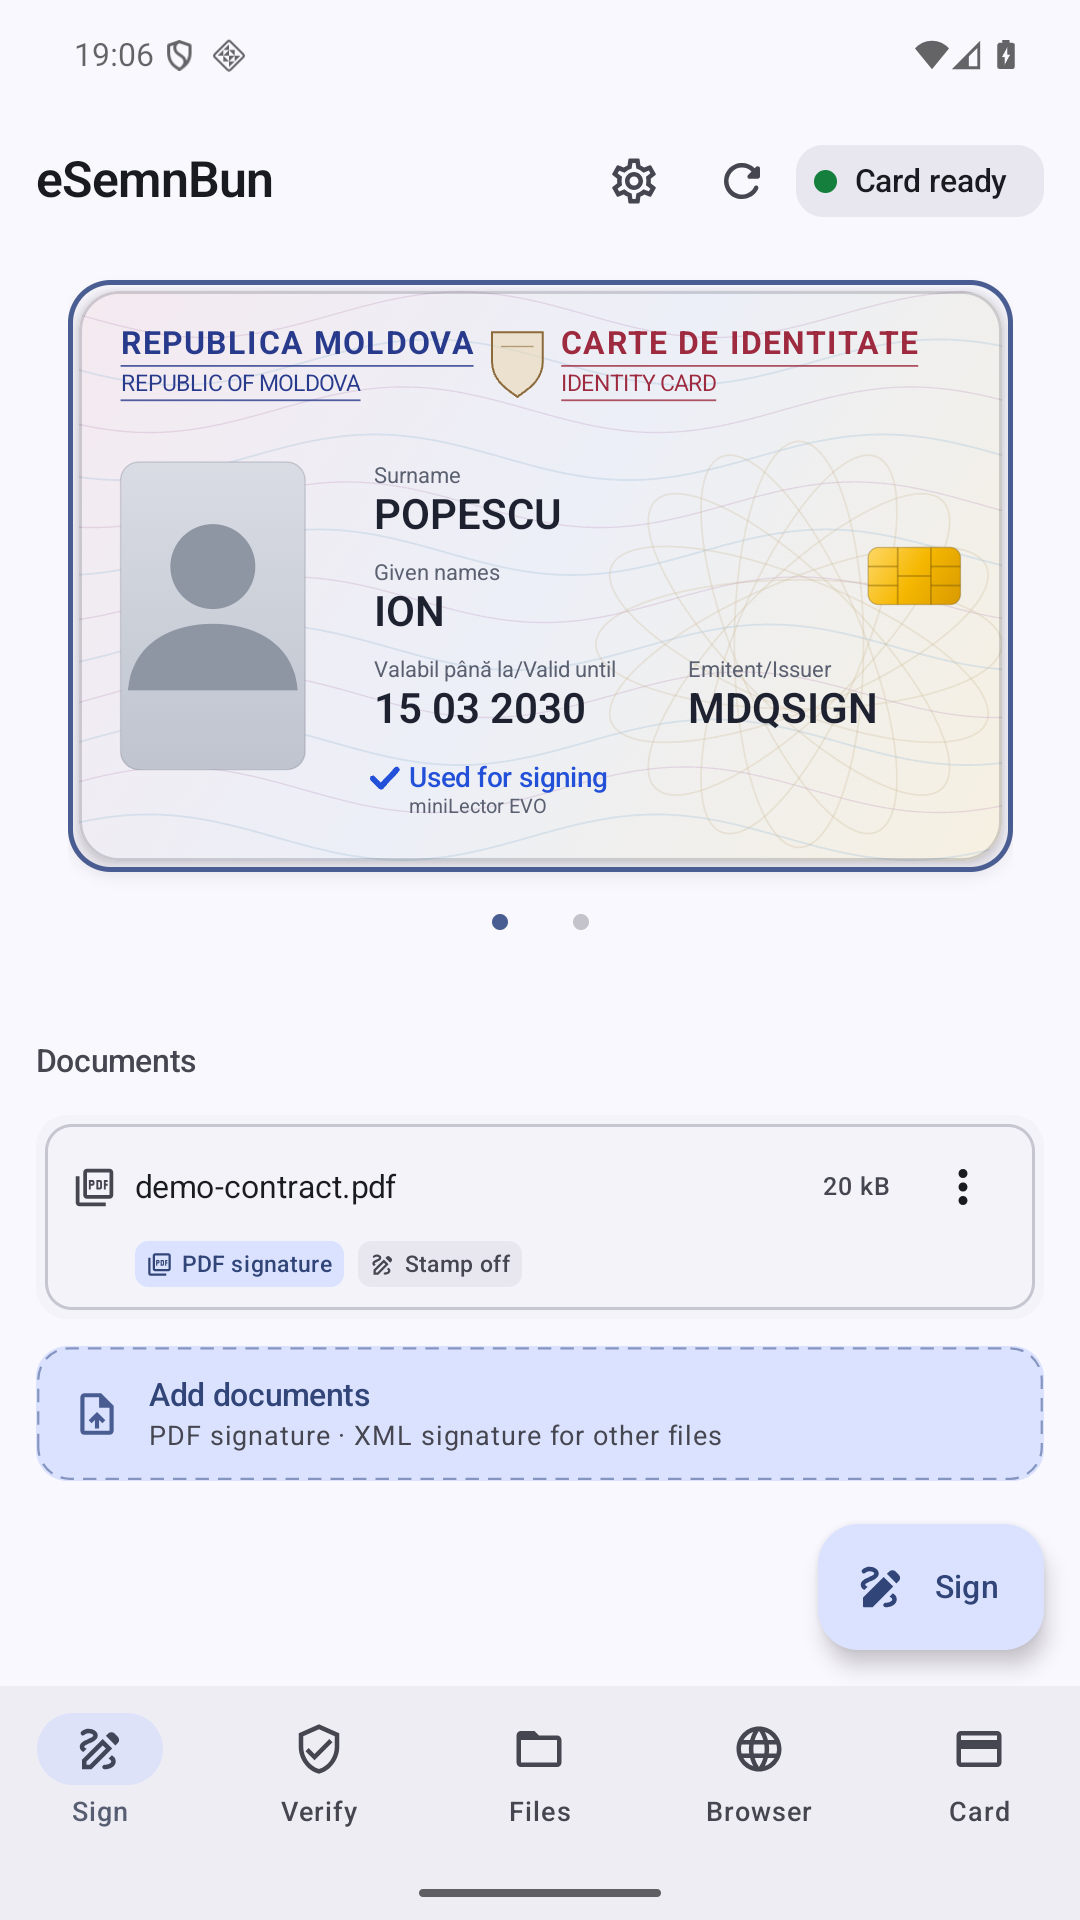 19:06
eSemnBun
Card ready
REPUBLICA MOLDOVA
REPUBLIC OF MOLDOVA
CARTE DE IDENTITATE
IDENTITY CARD
Surname
POPESCU
Given names
ION
Valabil până la/Valid until
15 03 2030
Emitent/Issuer
MDQSIGN
Used for signing
miniLector EVO
Documents
PDF
demo-contract.pdf
20 kB
PDF
PDF signature
Stamp off
Add documents
PDF signature · XML signature for other files
Sign
Sign
Verify
Files
Browser
Card